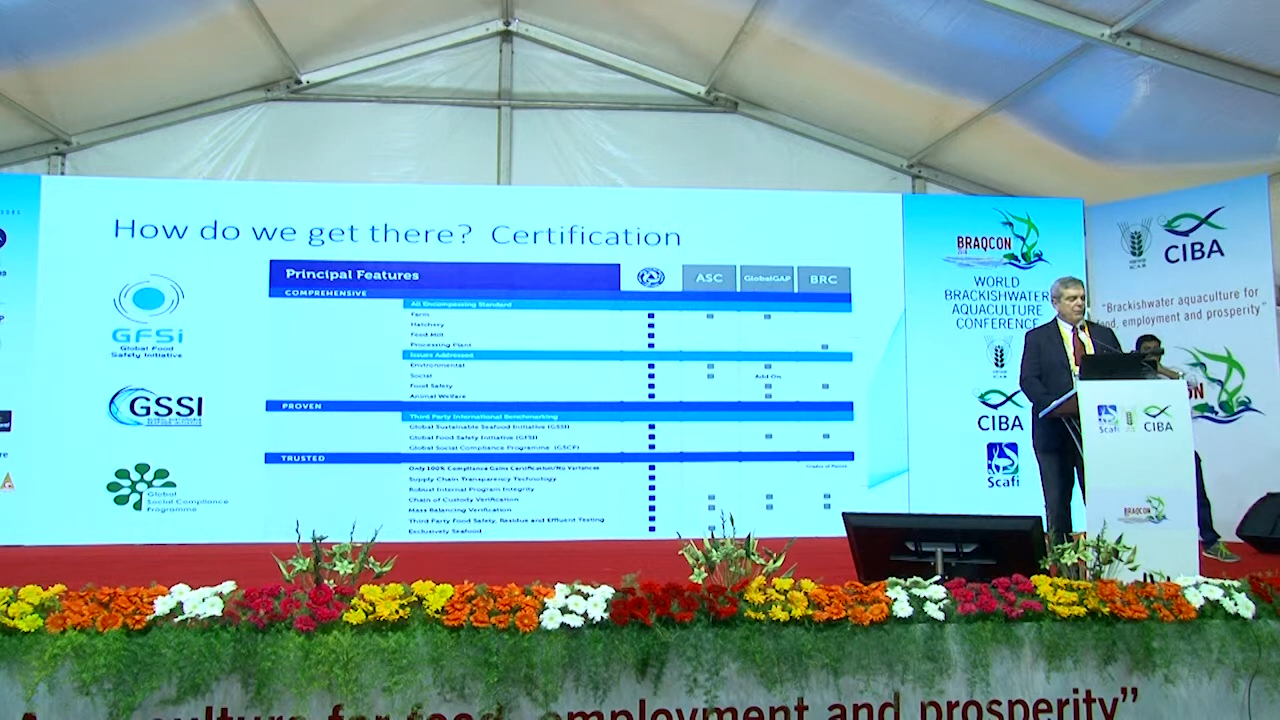 How do we get there? Certification
Principal Features
ASC GlobalGAP BRC
COMPREHENSIVE
All Encompassing Standard
Farm
Hatchery
Feed Mill
Processing Plant
Issues Addressed
Environmental
Social Add On
Food Safety
Animal Welfare
PROVEN
Third Party International Benchmarking
Global Sustainable Seafood Initiative (GSSI)
Global Food Safety Initiative (GFSI)
Global Social Compliance Programme (GSCP)
TRUSTED
Only 100% Compliance Gains Certification/No Variances
Supply Chain Transparency Technology
Robust Internal Program Integrity
Chain of Custody Verification
Mass Balancing Verification
Third Party Food Safety, Residue and Effluent Testing
Exclusively Seafood
GFSi
Global Food
Safety Initiative
GSSI
Global
Social Compliance
Programme
BRAQCON
WORLD
BRACKISHWATER
AQUACULTURE
CONFERENCE
CIBA
Scafi
CIBA
"Brackishwater aquaculture for
food, employment and prosperity"
Scafi
CIBA
BRAQCON
for food, employment and prosperity"